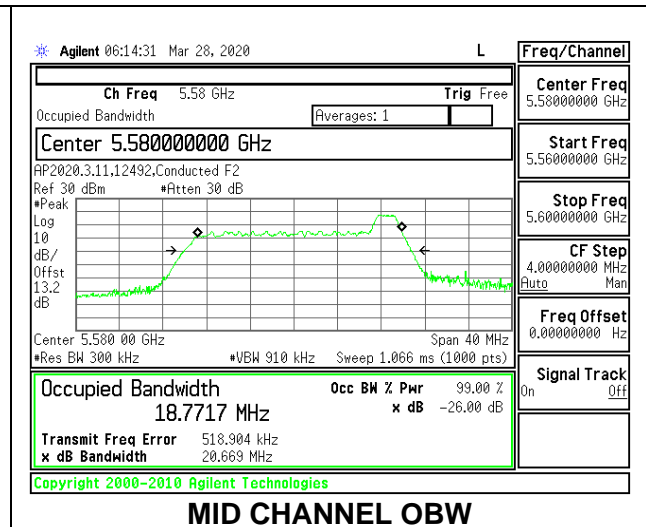 Agilent 06:14:31 Mar 28, 2020 L
Freq/Channel
Ch Freq 5.58 GHz Trig Free
Occupied Bandwidth Averages: 1
Center 5.580000000 GHz
AP2020.3.11,12492,Conducted F2
Ref 30 dBm #Atten 30 dB
#Peak
Log
10
dB/
Offst
13.2
dB
Center 5.580 00 GHz Span 40 MHz
#Res BW 300 kHz #VBW 910 kHz Sweep 1.066 ms (1000 pts)
Occupied Bandwidth Occ BW % Pwr 99.00 %
18.7717 MHz x dB -26.00 dB
Transmit Freq Error 518.904 kHz
x dB Bandwidth 20.669 MHz
Copyright 2000-2010 Agilent Technologies
Center Freq
5.58000000 GHz
Start Freq
5.56000000 GHz
Stop Freq
5.60000000 GHz
CF Step
4.00000000 MHz
Auto Man
Freq Offset
0.00000000 Hz
Signal Track
On Off
MID CHANNEL OBW